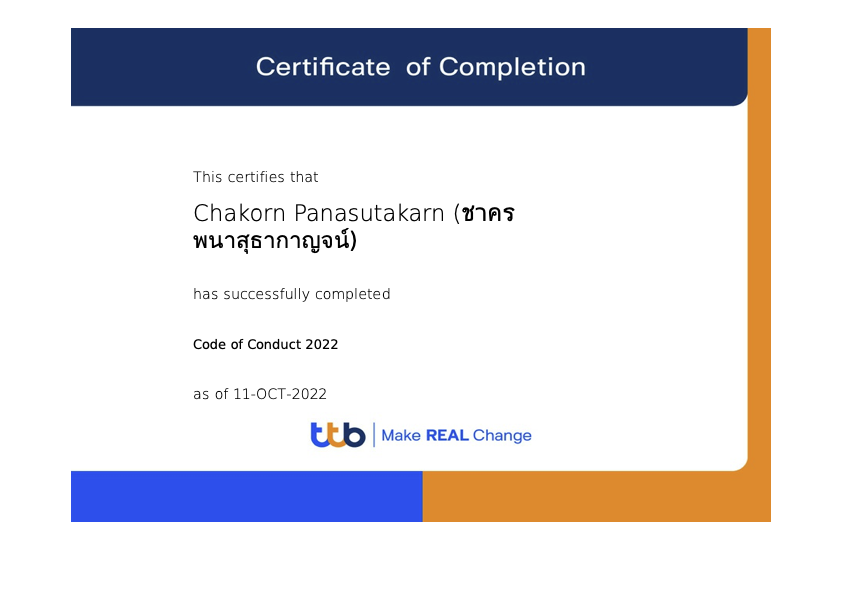 Certificate of Completion
This certifies that
Chakorn Panasutakarn (ชาคร
พนาสุธากาญจน์)
has successfully completed
Code of Conduct 2022
as of 11-OCT-2022
ttb Make REAL Change